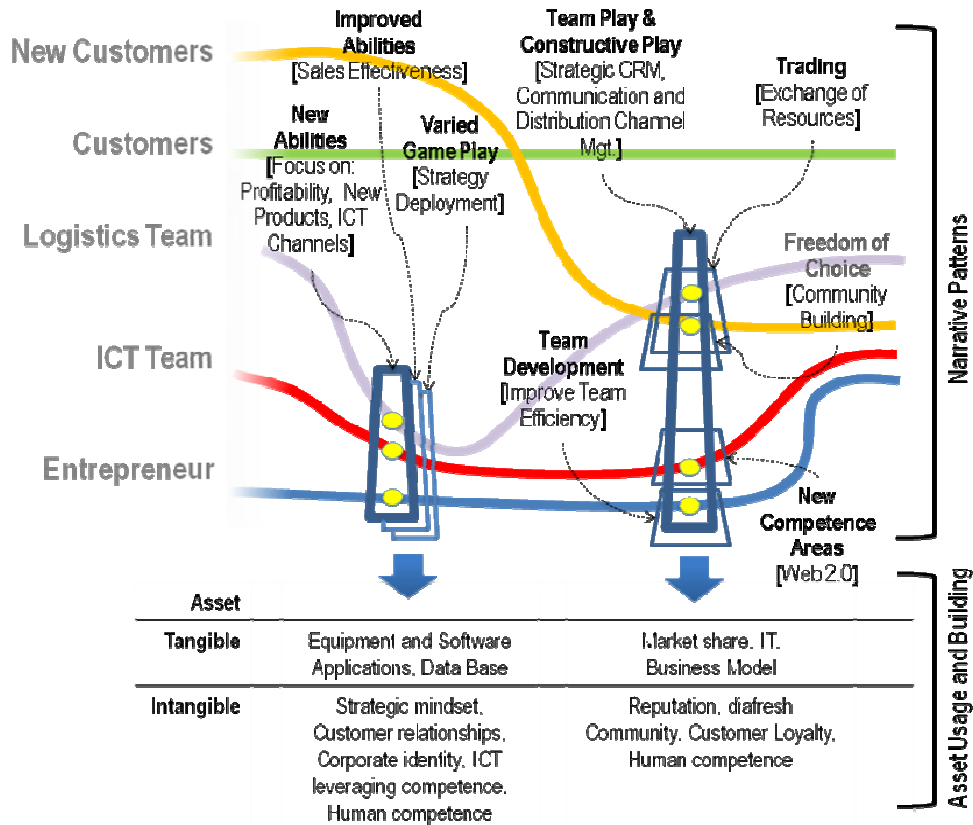 New Customers
Customers
Logistics Team
ICT Team
Entrepreneur
Improved
Abilities
[Sales Effectiveness]
New
Abilities
[Focus on:
Profitability, New
Products, ICT
Channels]
Varied
Game Play
[Strategy
Deployment]
Team Play &
Constructive Play
[Strategic CRM,
Communication and
Distribution Channel
Mgt.]
Trading
[Exchange of
Resources]
Freedom of
Choice
[Community
Building]
Team
Development
[Improve Team
Efficiency]
New
Competence
Areas
[Web2.0]
Narrative Patterns
Asset
Tangible
Equipment and Software
Applications, Data Base
Market share, IT,
Business Model
Intangible
Strategic mindset,
Customer relationships,
Corporate identity, ICT
leveraging competence,
Human competence
Reputation, diafresh
Community, Customer Loyalty,
Human competence
Asset Usage and Building